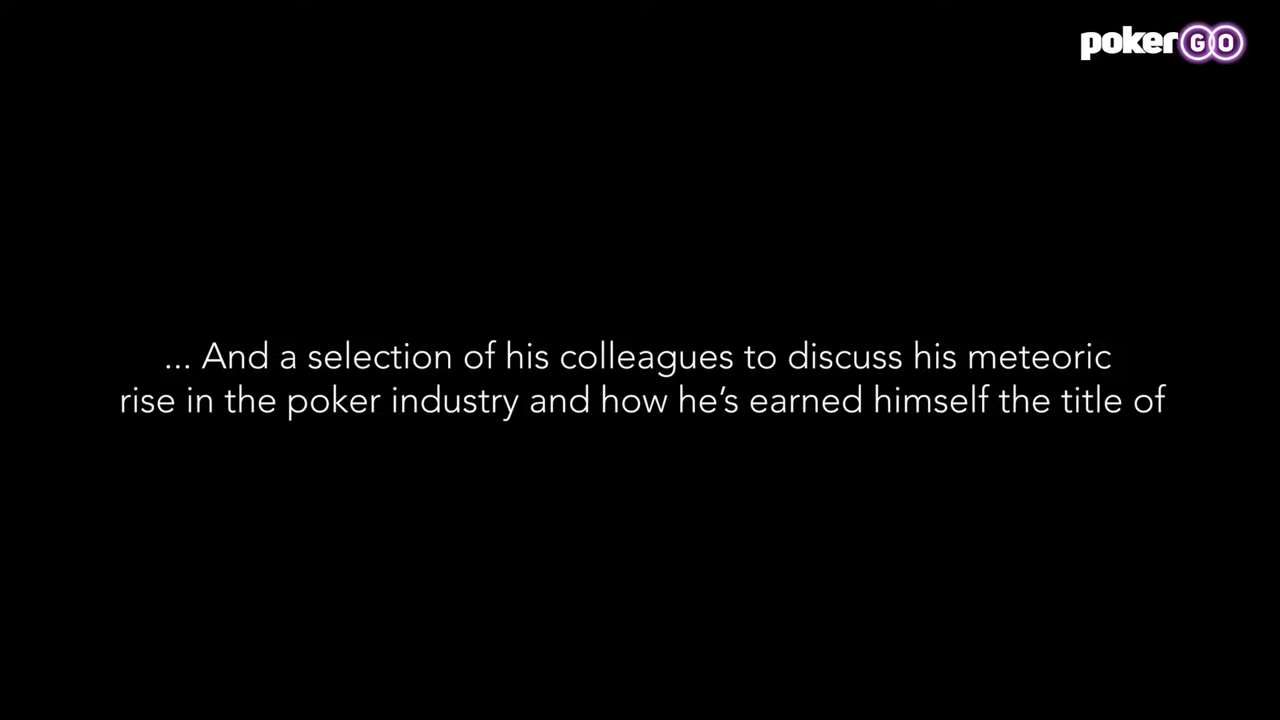 pokerGO
... And a selection of his colleagues to discuss his meteoric
rise in the poker industry and how he’s earned himself the title of